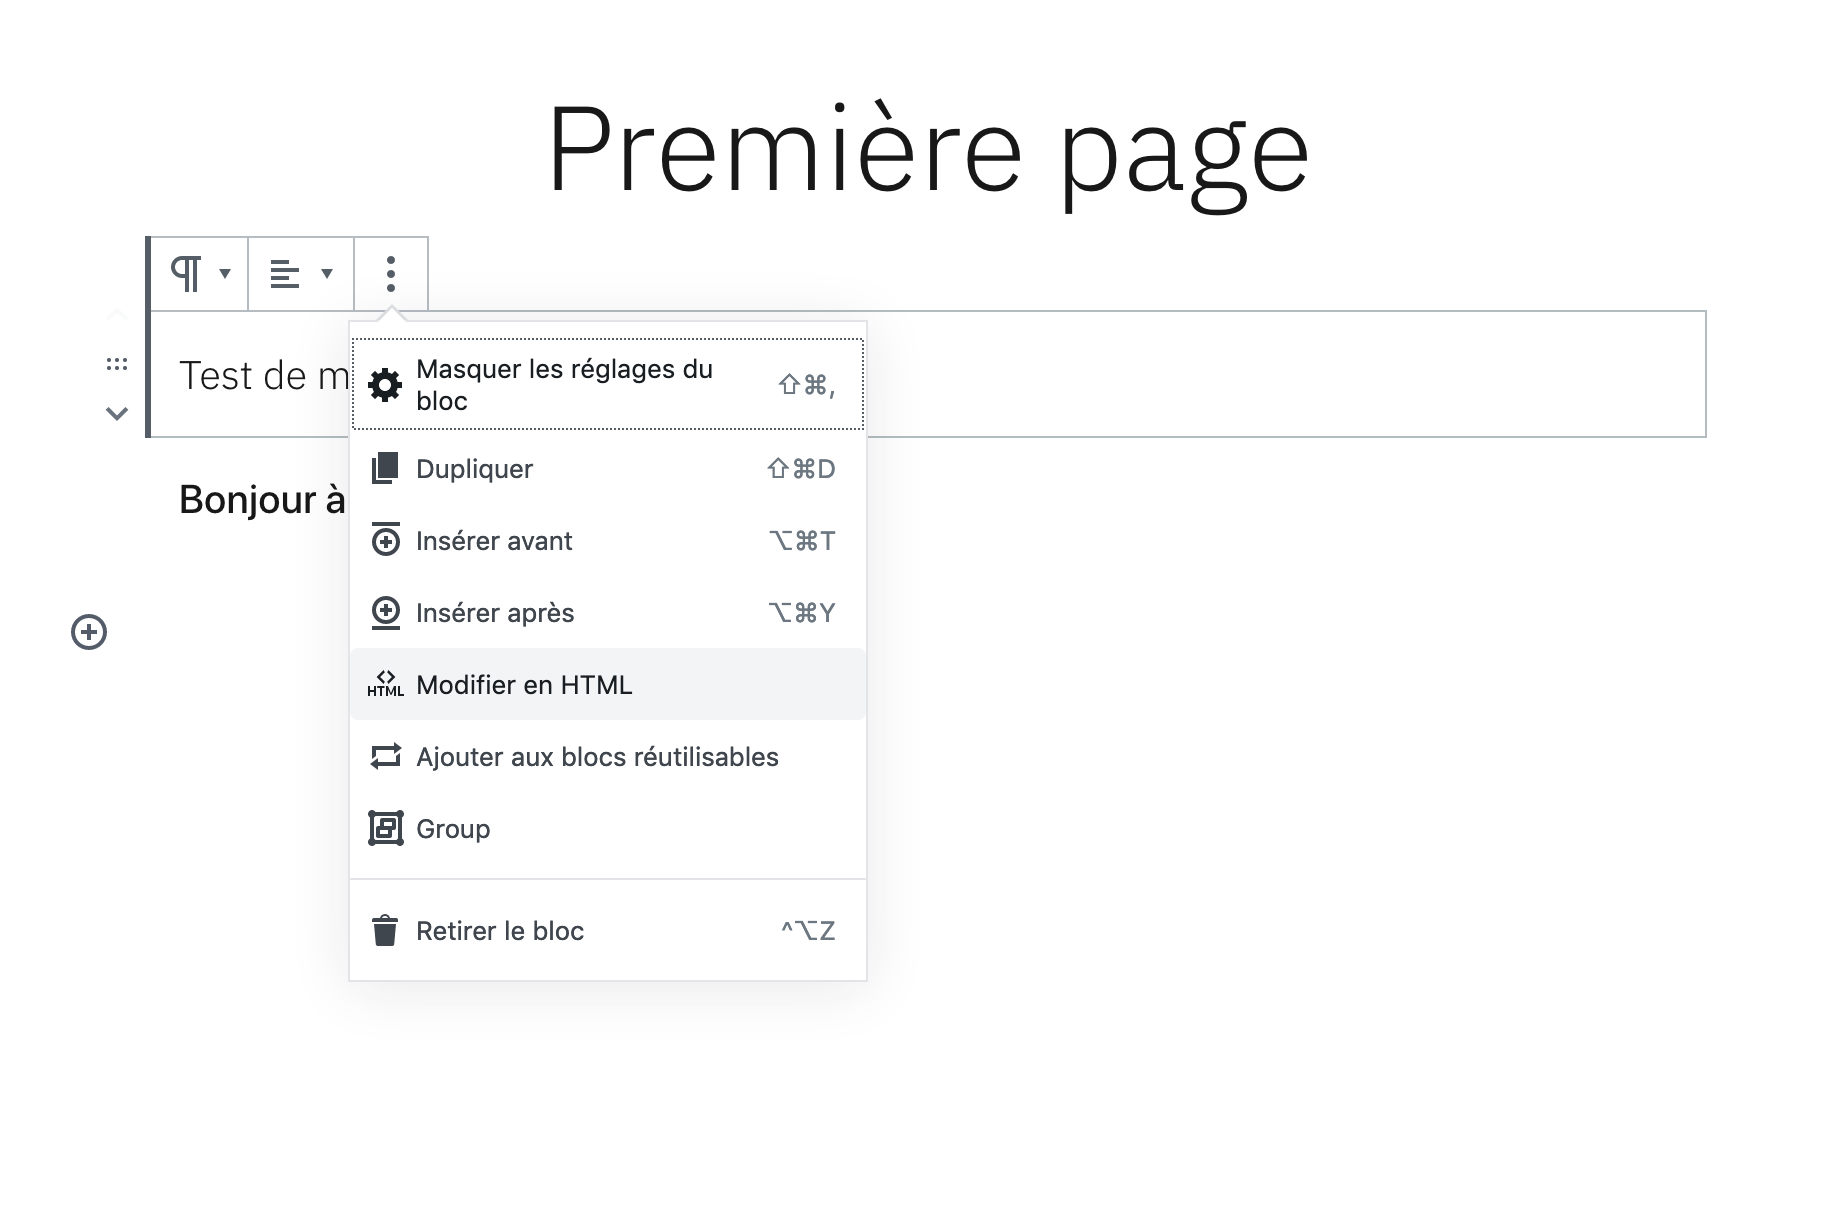 Première page
Test de m
Masquer les réglages du
bloc ⇧⌘,
Bonjour à
Dupliquer ⇧⌘D
Insérer avant ⌥⌘T
Insérer après ⌥⌘Y
HTML Modifier en HTML
Ajouter aux blocs réutilisables
Group
Retirer le bloc ^⌥Z